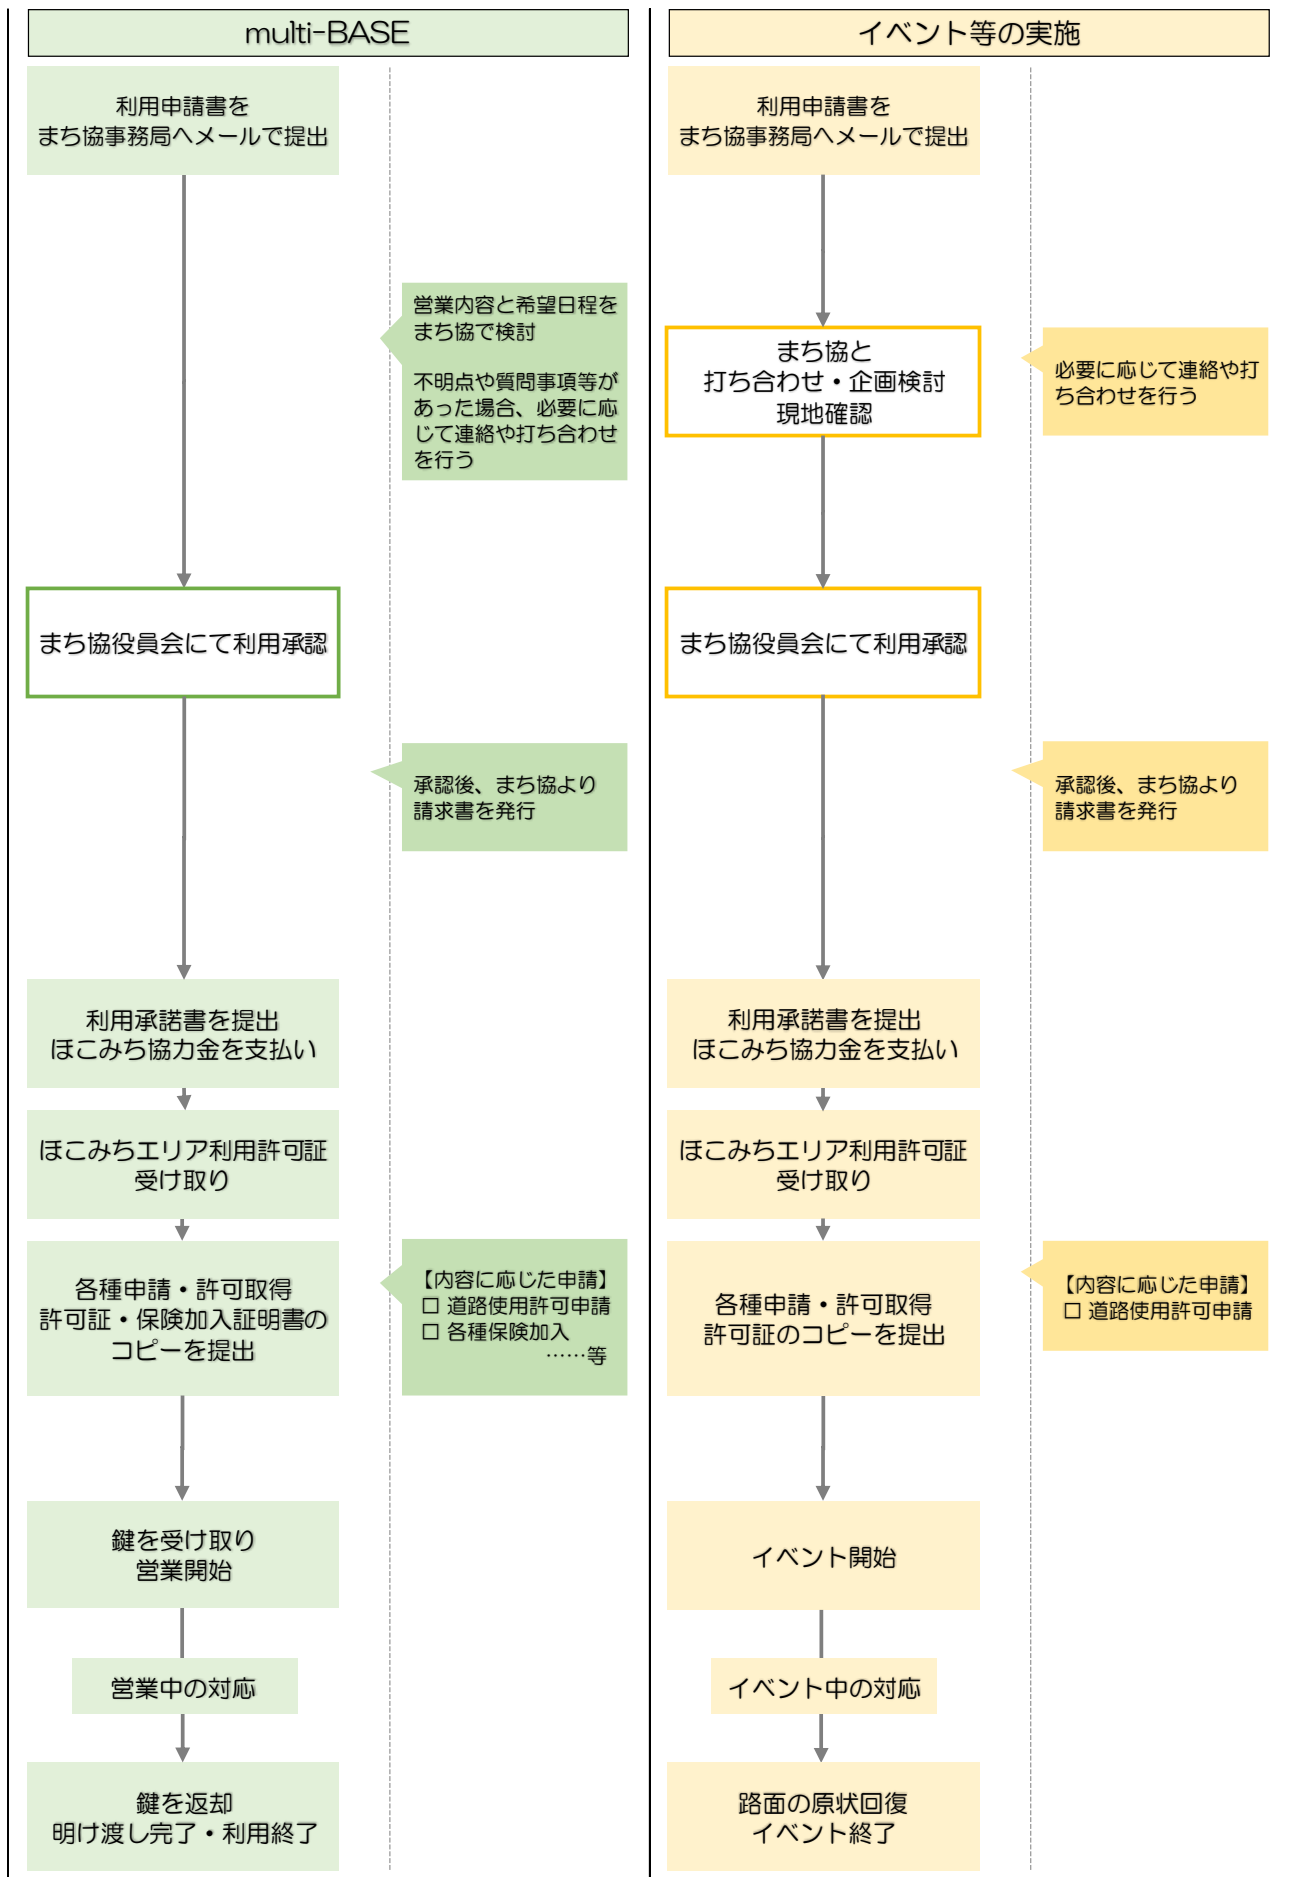 multi-BASE
利用申請書を
まち協事務局へメールで提出
営業内容と希望日程を
まち協で検討
不明点や質問事項等が
あった場合、必要に応
じて連絡や打ち合わせ
を行う
まち協役員会にて利用承認
承認後、まち協より
請求書を発行
利用承諾書を提出
ほこみち協力金を支払い
ほこみちエリア利用許可証
受け取り
各種申請・許可取得
許可証・保険加入証明書の
コピーを提出
【内容に応じた申請】
□ 道路使用許可申請
□ 各種保険加入
……等
鍵を受け取り
営業開始
営業中の対応
鍵を返却
明け渡し完了・利用終了
イベント等の実施
利用申請書を
まち協事務局へメールで提出
まち協と
打ち合わせ・企画検討
現地確認
必要に応じて連絡や打
ち合わせを行う
まち協役員会にて利用承認
承認後、まち協より
請求書を発行
利用承諾書を提出
ほこみち協力金を支払い
ほこみちエリア利用許可証
受け取り
各種申請・許可取得
許可証のコピーを提出
【内容に応じた申請】
□ 道路使用許可申請
イベント開始
イベント中の対応
路面の原状回復
イベント終了